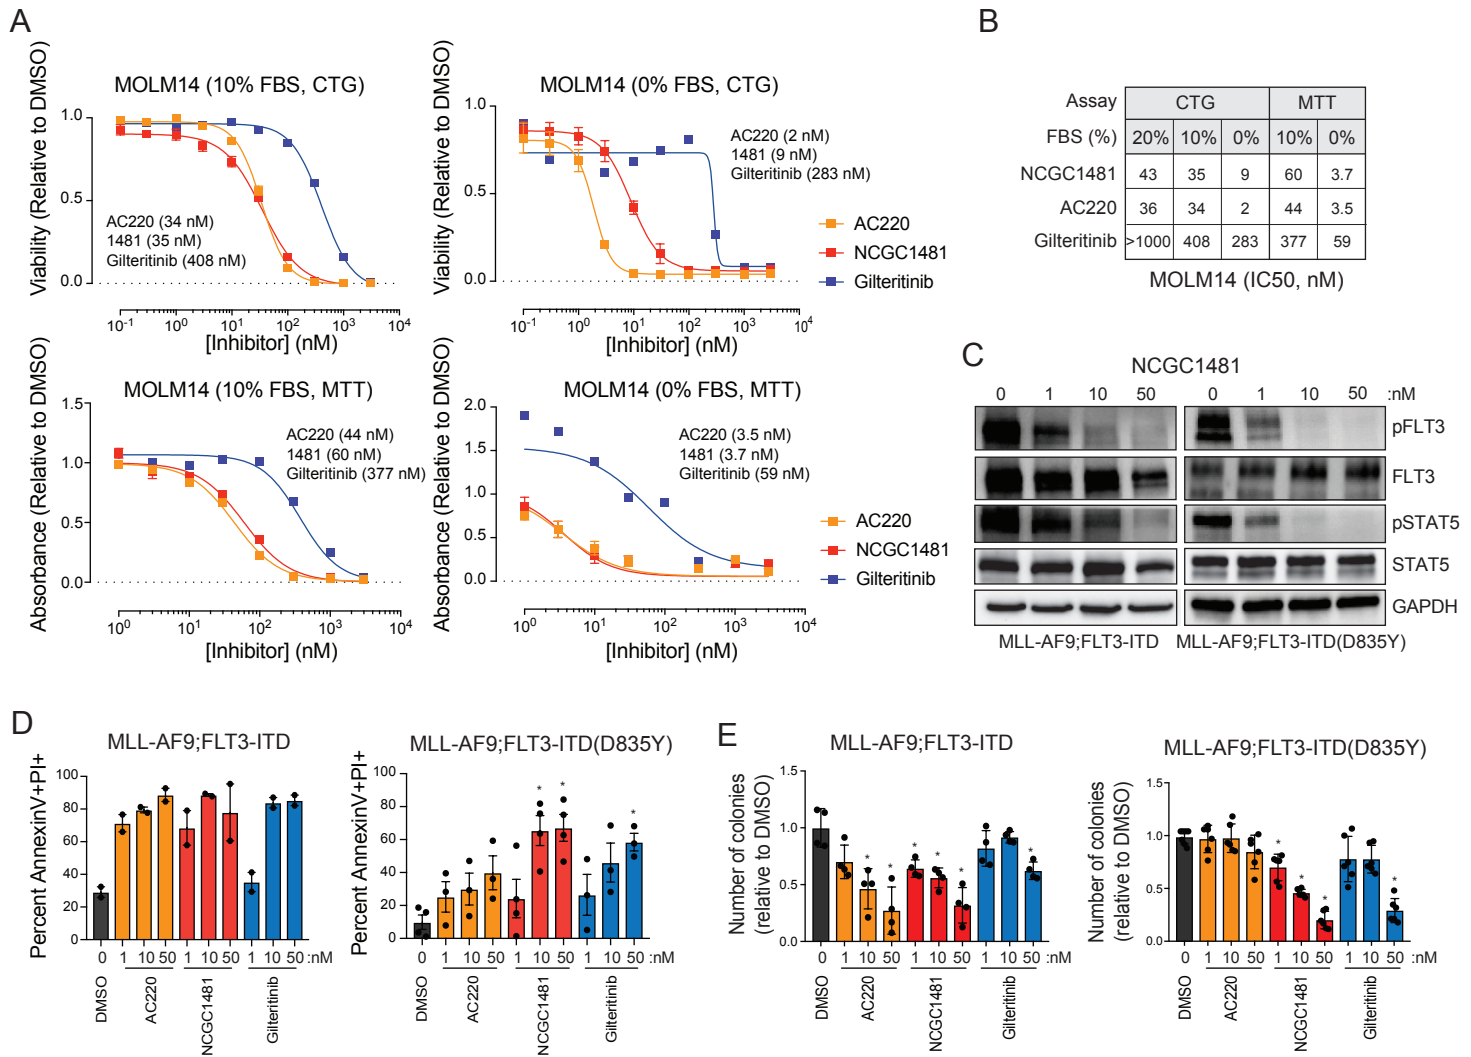 A
MOLM14 (10% FBS, CTG)
Viability (Relative to DMSO)
1.0
0.5
0.0
AC220 (34 nM)
1481 (35 nM)
Gilteritinib (408 nM)
10-1 100 101 102 103 104
[Inhibitor] (nM)
MOLM14 (0% FBS, CTG)
Viability (Relative to DMSO)
1.0
0.5
0.0
AC220 (2 nM)
1481 (9 nM)
Gilteritinib (283 nM)
10-1 100 101 102 103 104
[Inhibitor] (nM)
AC220
NCGC1481
Gilteritinib
MOLM14 (10% FBS, MTT)
Absorbance (Relative to DMSO)
1.5
1.0
0.5
0.0
AC220 (44 nM)
1481 (60 nM)
Gilteritinib (377 nM)
100 101 102 103 104
[Inhibitor] (nM)
MOLM14 (0% FBS, MTT)
Absorbance (Relative to DMSO)
2.0
1.5
1.0
0.5
0.0
AC220 (3.5 nM)
1481 (3.7 nM)
Gilteritinib (59 nM)
100 101 102 103 104
[Inhibitor] (nM)
AC220
NCGC1481
Gilteritinib
B
Assay CTG MTT
FBS (%) 20% 10% 0% 10% 0%
NCGC1481 43 35 9 60 3.7
AC220 36 34 2 44 3.5
Gilteritinib >1000 408 283 377 59
MOLM14 (IC50, nM)
C
NCGC1481
0 1 10 50 0 1 10 50 :nM
pFLT3
FLT3
pSTAT5
STAT5
GAPDH
MLL-AF9;FLT3-ITD MLL-AF9;FLT3-ITD(D835Y)
D
MLL-AF9;FLT3-ITD
Percent AnnexinV+PI+
100
80
60
40
20
0
0 1 10 50 1 10 50 1 10 50 :nM
DMSO
AC220
NCGC1481
Gilteritinib
MLL-AF9;FLT3-ITD(D835Y)
Percent AnnexinV+PI+
100
80
60
40
20
0
* * *
0 1 10 50 1 10 50 1 10 50 :nM
DMSO
AC220
NCGC1481
Gilteritinib
E
MLL-AF9;FLT3-ITD
Number of colonies
(relative to DMSO)
1.5
1.0
0.5
0.0
* * * * * *
0 1 10 50 1 10 50 1 10 50 :nM
DMSO
AC220
NCGC1481
Gilteritinib
MLL-AF9;FLT3-ITD(D835Y)
Number of colonies
(relative to DMSO)
1.5
1.0
0.5
0.0
* * * *
0 1 10 50 1 10 50 1 10 50 :nM
DMSO
AC220
NCGC1481
Gilteritinib